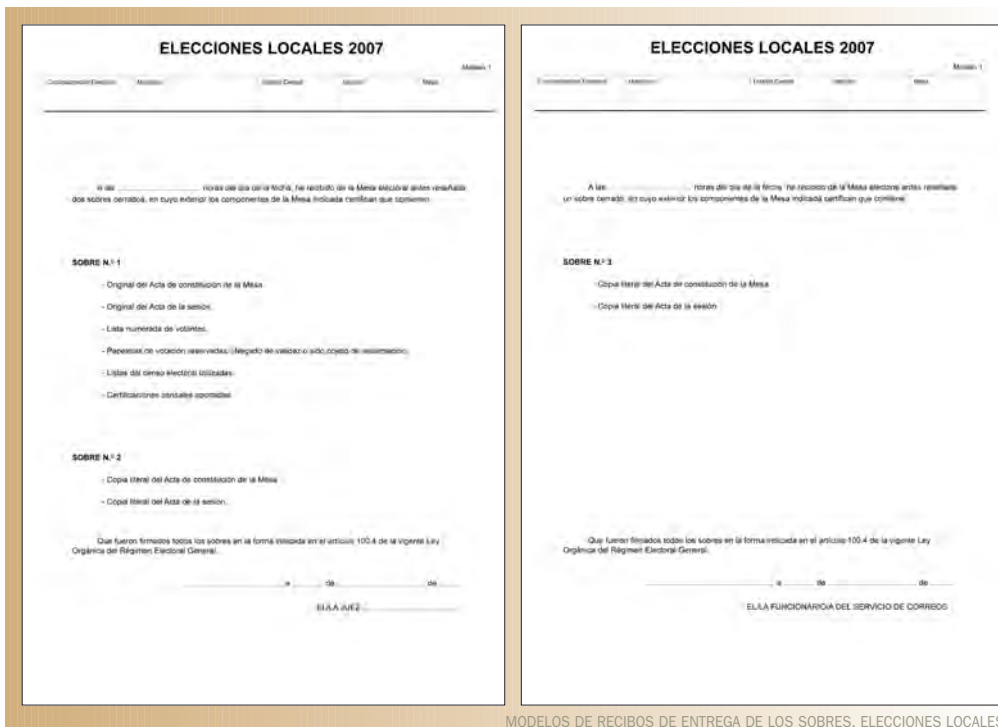 ELECCIONES LOCALES 2007
Modelo 1
Circunscripción Electoral Municipio Distrito Censal Sección Mesa
A las horas del día de la fecha, he recibido de la Mesa electoral antes reseñada
dos sobres cerrados, en cuyo exterior los componentes de la Mesa indicada certifican que contienen:
SOBRE N.º 1
- Original del Acta de constitución de la Mesa.
- Original del Acta de la sesión.
- Lista numerada de votantes.
- Papeletas de votación reservadas (Negado de validez o sido objeto de reclamación).
- Listas del censo electoral utilizadas.
- Certificaciones censales aportadas.
SOBRE N.º 2
- Copia literal del Acta de constitución de la Mesa
- Copia literal del Acta de la sesión.
Que fueron firmados todos los sobres en la forma indicada en el artículo 100.4 de la vigente Ley
Orgánica del Régimen Electoral General.
, a de de
EL/LA JUEZ
ELECCIONES LOCALES 2007
Modelo 1
Circunscripción Electoral Municipio Distrito Censal Sección Mesa
A las horas del día de la fecha, he recibido de la Mesa electoral antes reseñada
un sobre cerrado, en cuyo exterior los componentes de la Mesa indicada certifican que contiene:
SOBRE N.º 3
- Copia literal del Acta de constitución de la Mesa
- Copia literal del Acta de la sesión
Que fueron firmados todos los sobres en la forma indicada en el artículo 100.4 de la vigente Ley
Orgánica del Régimen Electoral General.
, a de de
EL/LA FUNCIONARIO/A DEL SERVICIO DE CORREOS
MODELOS DE RECIBOS DE ENTREGA DE LOS SOBRES. ELECCIONES LOCALES